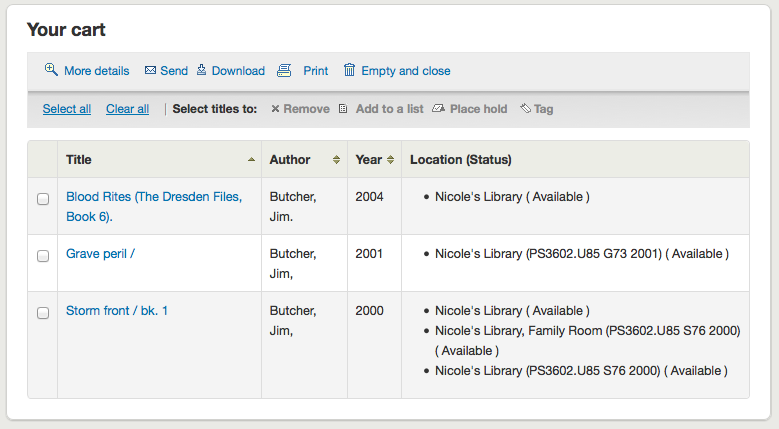 Your cart
More details Send Download Print Empty and close
Select all Clear all | Select titles to: × Remove Add to a list Place hold Tag
Title Author Year Location (Status)
Blood Rites (The Dresden Files, Book 6).
Butcher, Jim.
2004
• Nicole's Library ( Available )
Grave peril /
Butcher, Jim,
2001
• Nicole's Library (PS3602.U85 G73 2001) ( Available )
Storm front / bk. 1
Butcher, Jim,
2000
• Nicole's Library ( Available )
• Nicole's Library, Family Room (PS3602.U85 S76 2000)
( Available )
• Nicole's Library (PS3602.U85 S76 2000) ( Available )